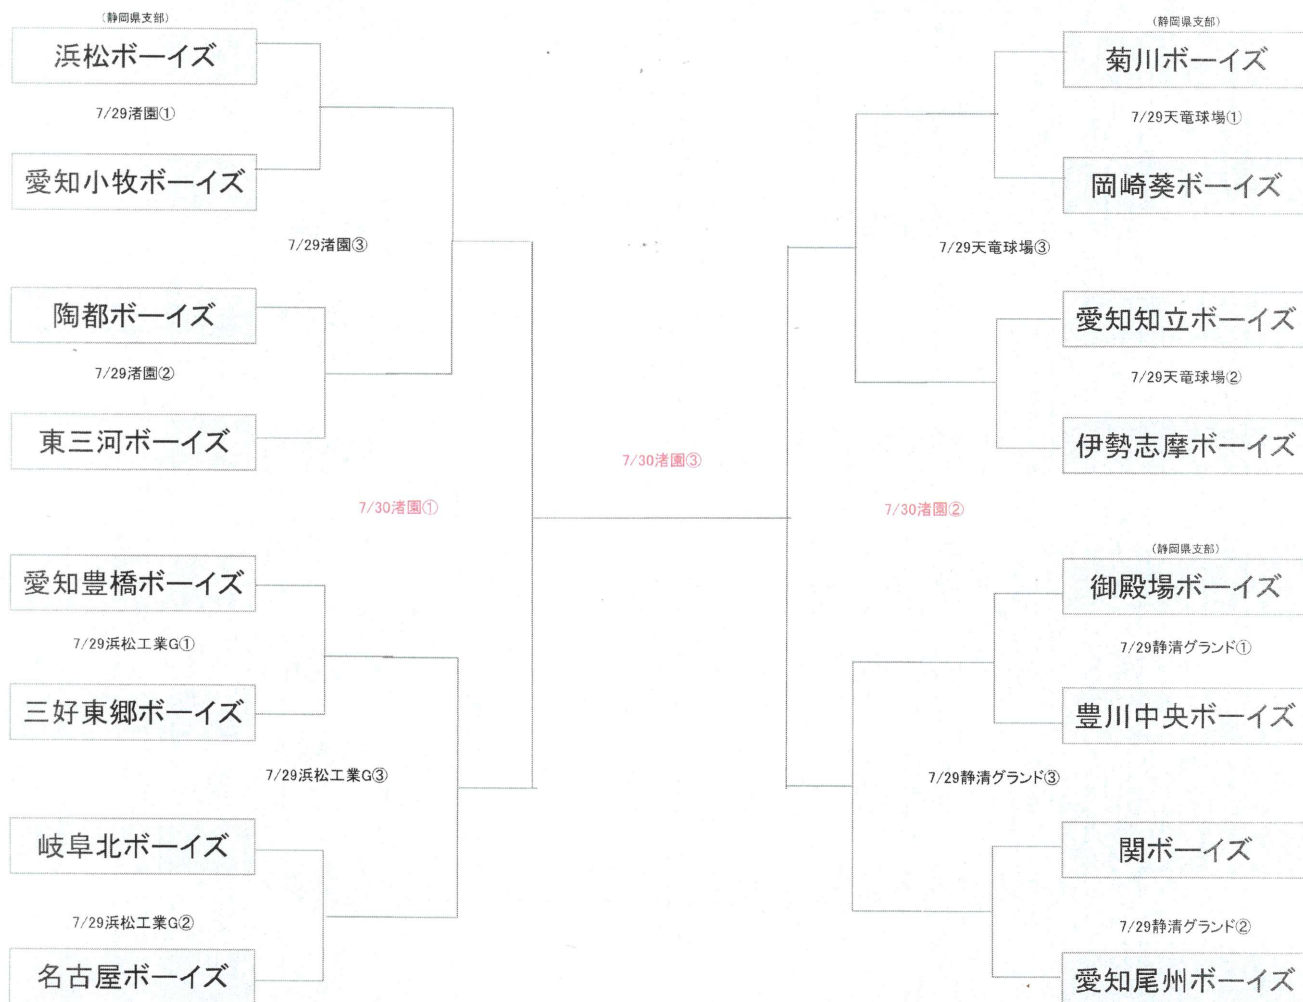 (静岡県支部)
浜松ボーイズ
7/29渚園①
愛知小牧ボーイズ
7/29渚園③
陶都ボーイズ
7/29渚園②
東三河ボーイズ
7/30渚園①
愛知豊橋ボーイズ
7/29浜松工業G①
三好東郷ボーイズ
7/29浜松工業G③
岐阜北ボーイズ
7/29浜松工業G②
名古屋ボーイズ
7/30渚園③
(静岡県支部)
菊川ボーイズ
7/29天竜球場①
岡崎葵ボーイズ
7/29天竜球場③
愛知知立ボーイズ
7/29天竜球場②
伊勢志摩ボーイズ
7/30渚園②
(静岡県支部)
御殿場ボーイズ
7/29静清グランド①
豊川中央ボーイズ
7/29静清グランド③
関ボーイズ
7/29静清グランド②
愛知尾州ボーイズ